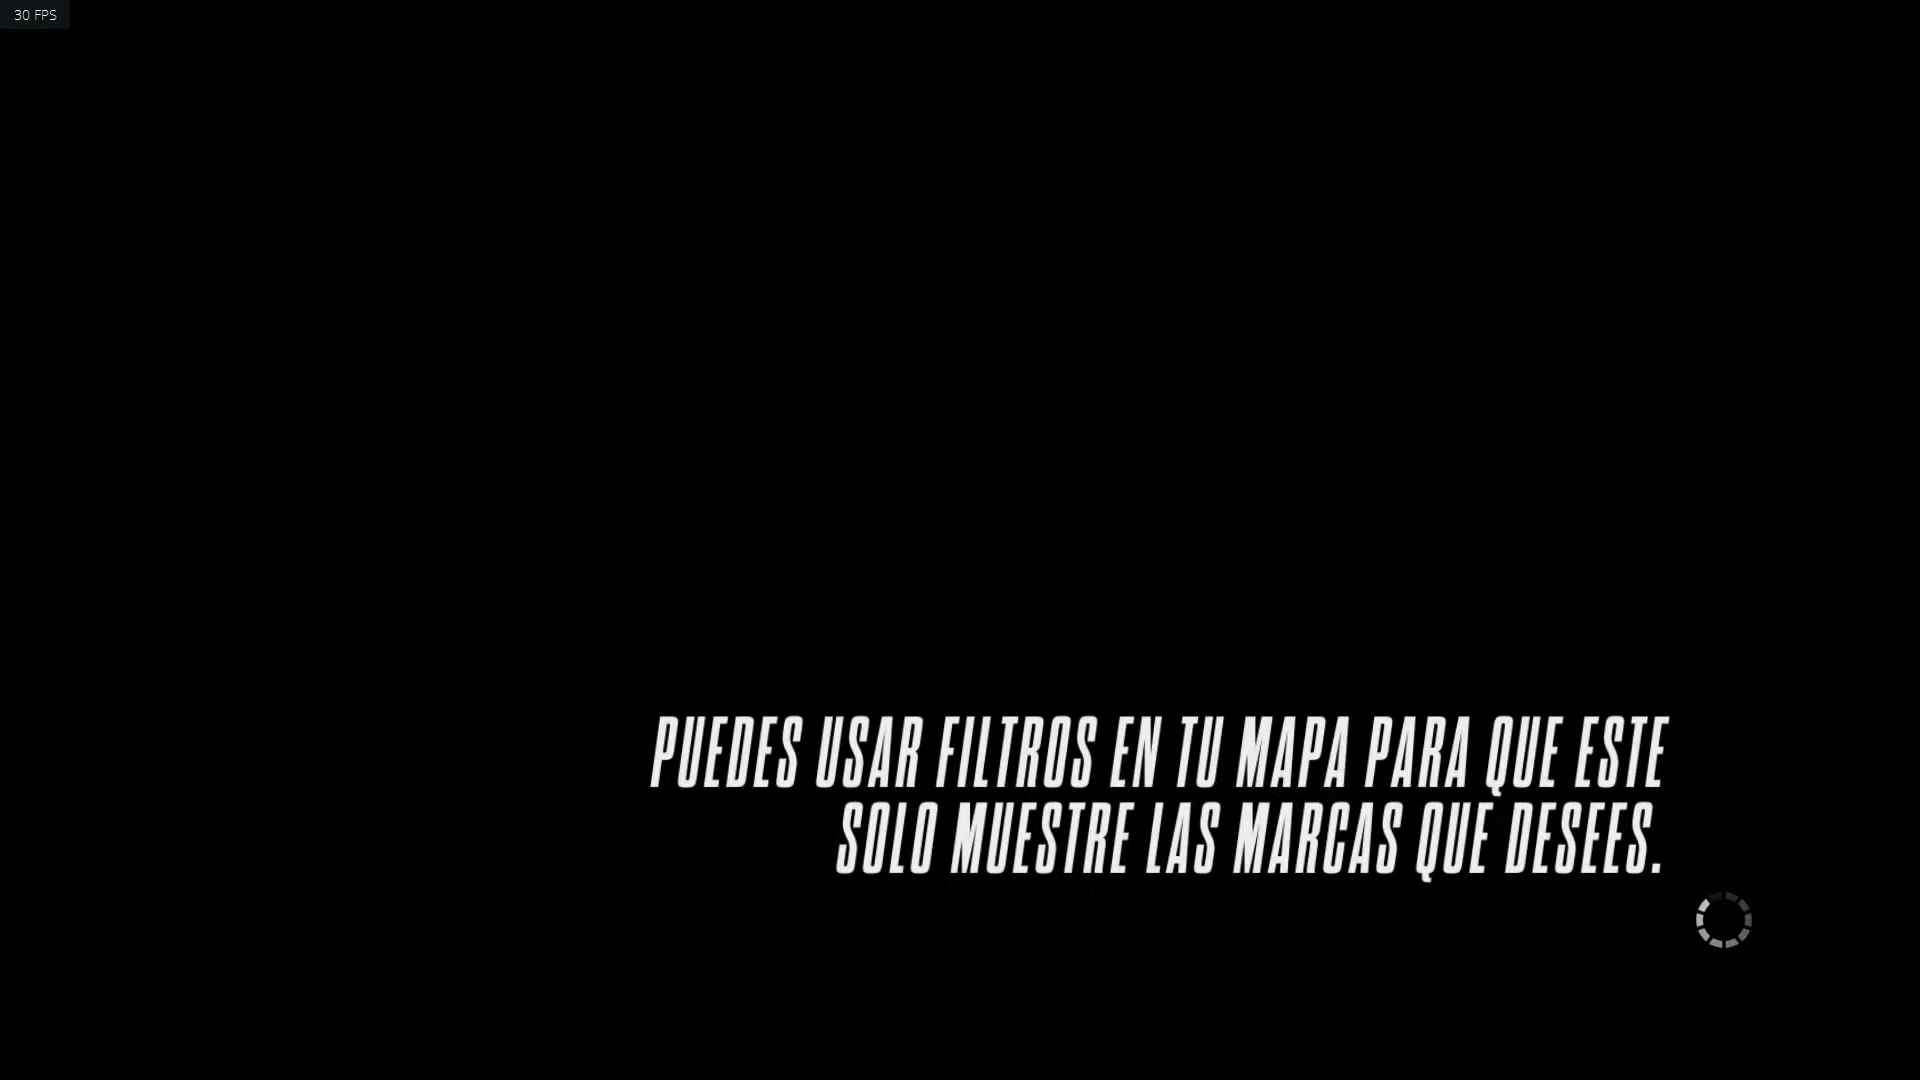 30 FPS
PUEDES USAR FILTROS EN TU MAPA PARA QUE ESTE
SOLO MUESTRE LAS MARCAS QUE DESEES.